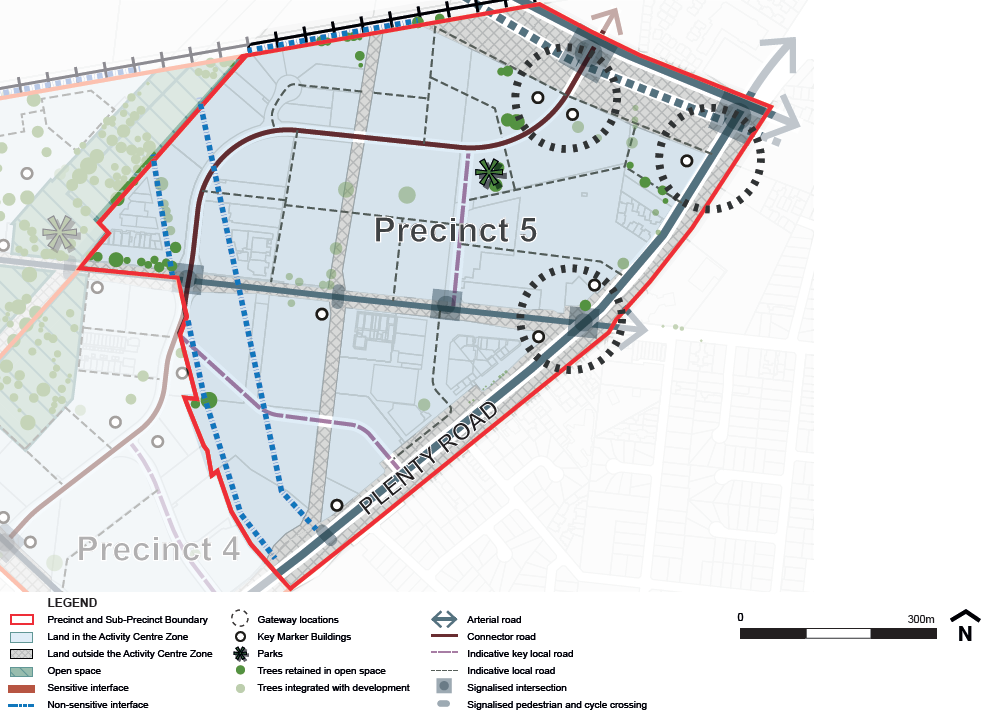 Precinct 5
PLENTY ROAD
Precinct 4
LEGEND
Precinct and Sub-Precinct Boundary
Land in the Activity Centre Zone
Land outside the Activity Centre Zone
Open space
Sensitive interface
Non-sensitive interface
Gateway locations
Key Marker Buildings
Parks
Trees retained in open space
Trees integrated with development
Arterial road
Connector road
Indicative key local road
Indicative local road
Signalised intersection
Signalised pedestrian and cycle crossing
0 300m
N